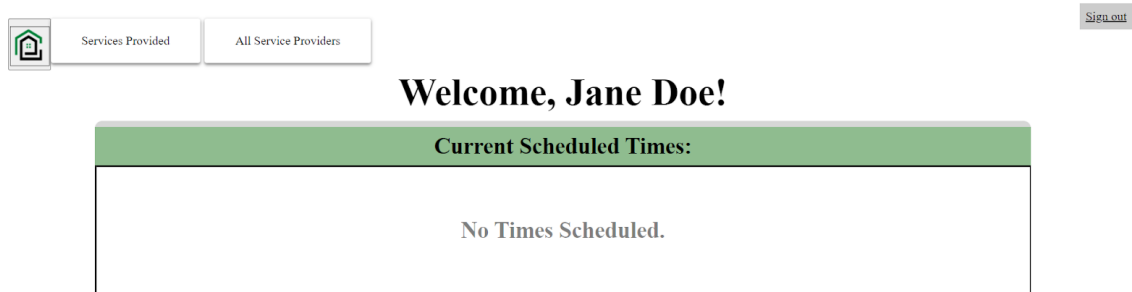 Sign out
Services Provided
All Service Providers
Welcome, Jane Doe!
Current Scheduled Times:
No Times Scheduled.